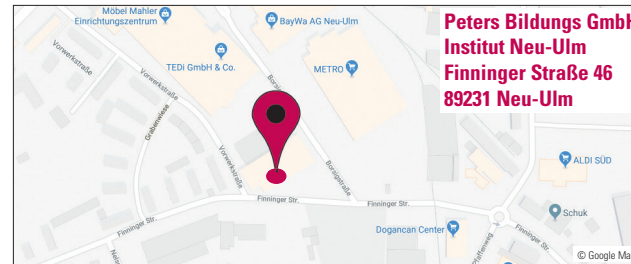 Peters Bildungs GmbH
Institut Neu-Ulm
Finninger Straße 46
89231 Neu-Ulm
Möbel Mahler
Einrichtungszentrum
BayWa AG Neu-Ulm
TEDi GmbH & Co.
METRO
Vorwerkstraße
Vorwerkstraße
Borsigstraße
Grabenwiese
Vorwerkstraße
Borsigstraße
ALDI SÜD
Finninger Str.
Finninger Str.
Finninger Str.
Schuk
Dogancan Center
Finninger Str.
© Google Ma